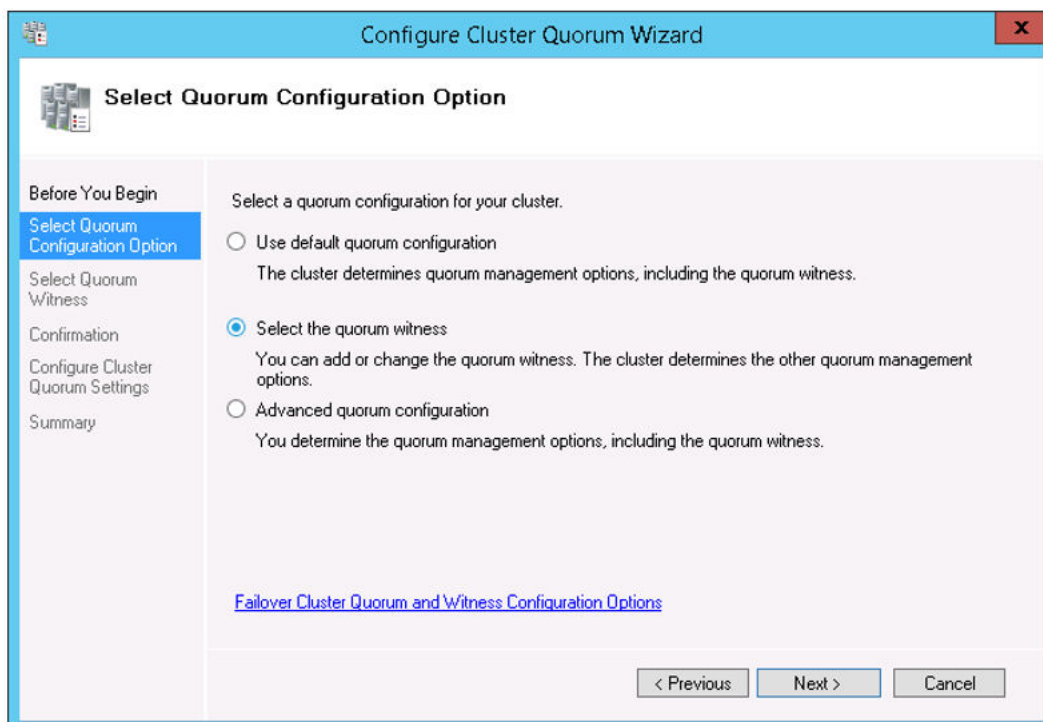 Configure Cluster Quorum Wizard
x
Select Quorum Configuration Option
Before You Begin
Select Quorum
Configuration Option
Select Quorum
Witness
Confirmation
Configure Cluster
Quorum Settings
Summary
Select a quorum configuration for your cluster.
Use default quorum configuration
The cluster determines quorum management options, including the quorum witness.
Select the quorum witness
You can add or change the quorum witness. The cluster determines the other quorum management
options.
Advanced quorum configuration
You determine the quorum management options, including the quorum witness.
Failover Cluster Quorum and Witness Configuration Options
< Previous
Next >
Cancel